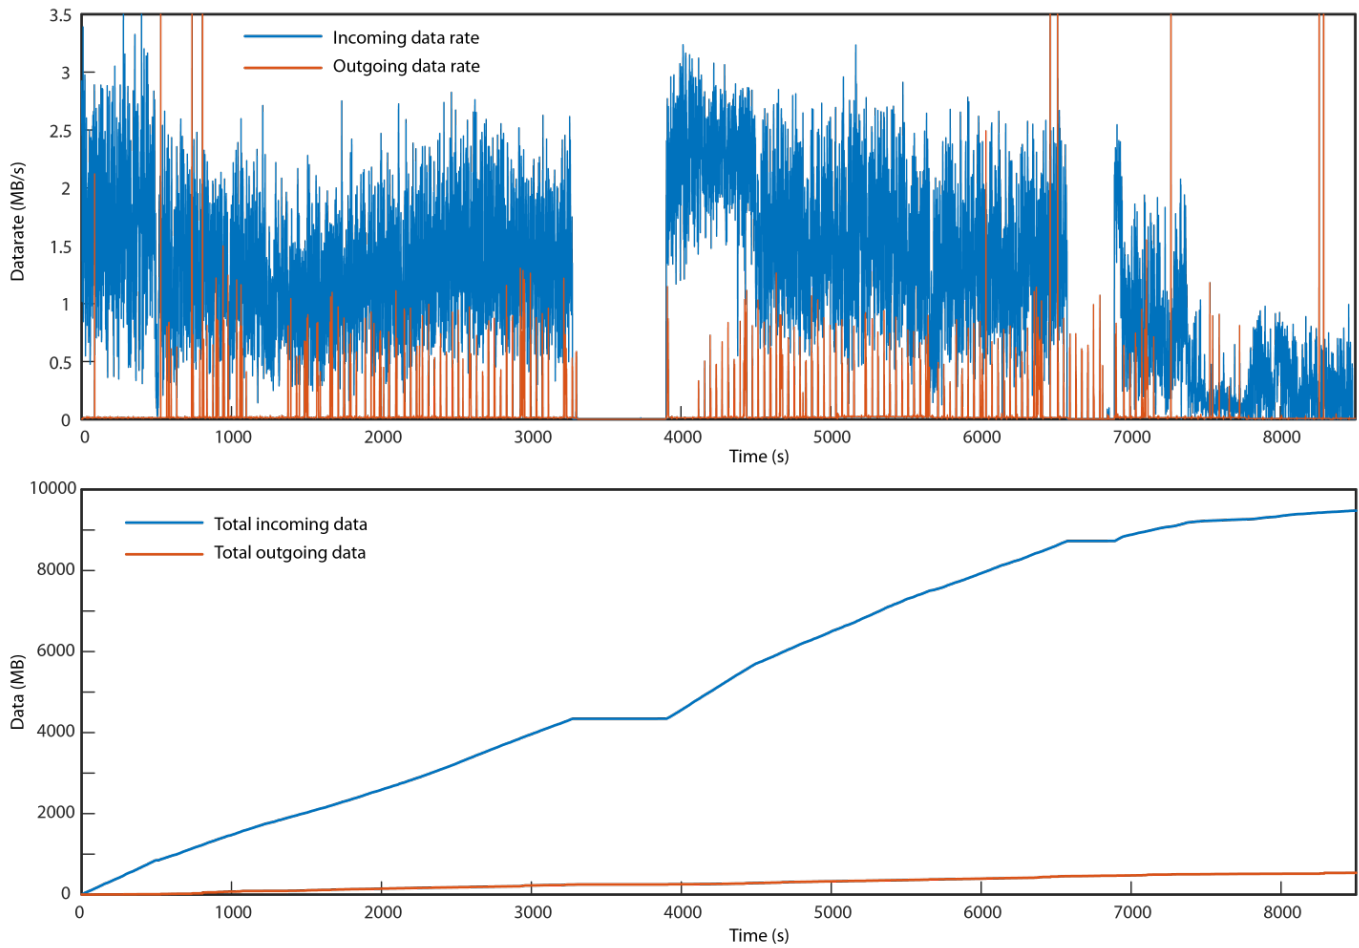 3.5
3
2.5
2
1.5
1
0.5
0
Datarate (MB/s)
Incoming data rate
Outgoing data rate
0 1000 2000 3000 4000 5000 6000 7000 8000
Time (s)
10000
8000
6000
4000
2000
0
Data (MB)
Total incoming data
Total outgoing data
0 1000 2000 3000 4000 5000 6000 7000 8000
Time (s)